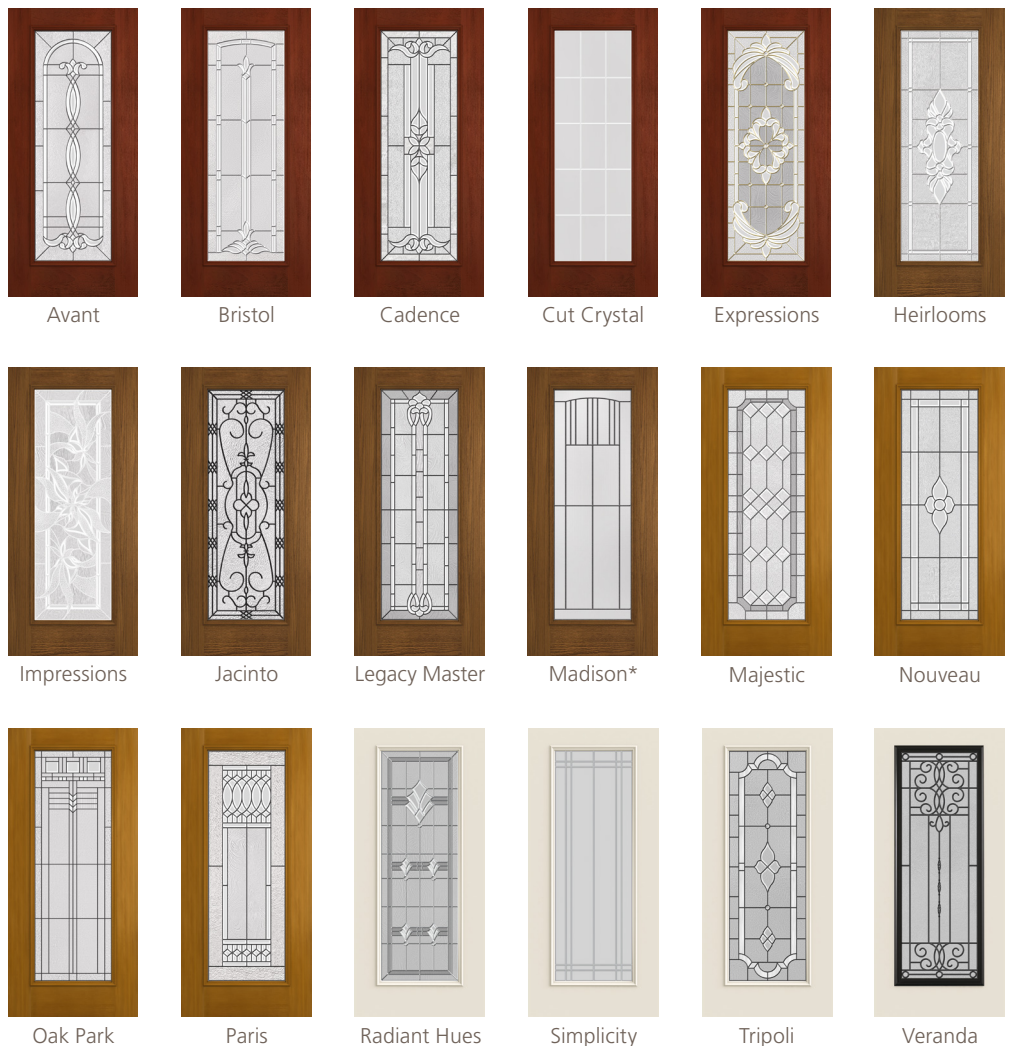 Avant Bristol Cadence Cut Crystal Expressions Heirlooms
Impressions Jacinto Legacy Master Madison* Majestic Nouveau
Oak Park Paris Radiant Hues Simplicity Tripoli Veranda